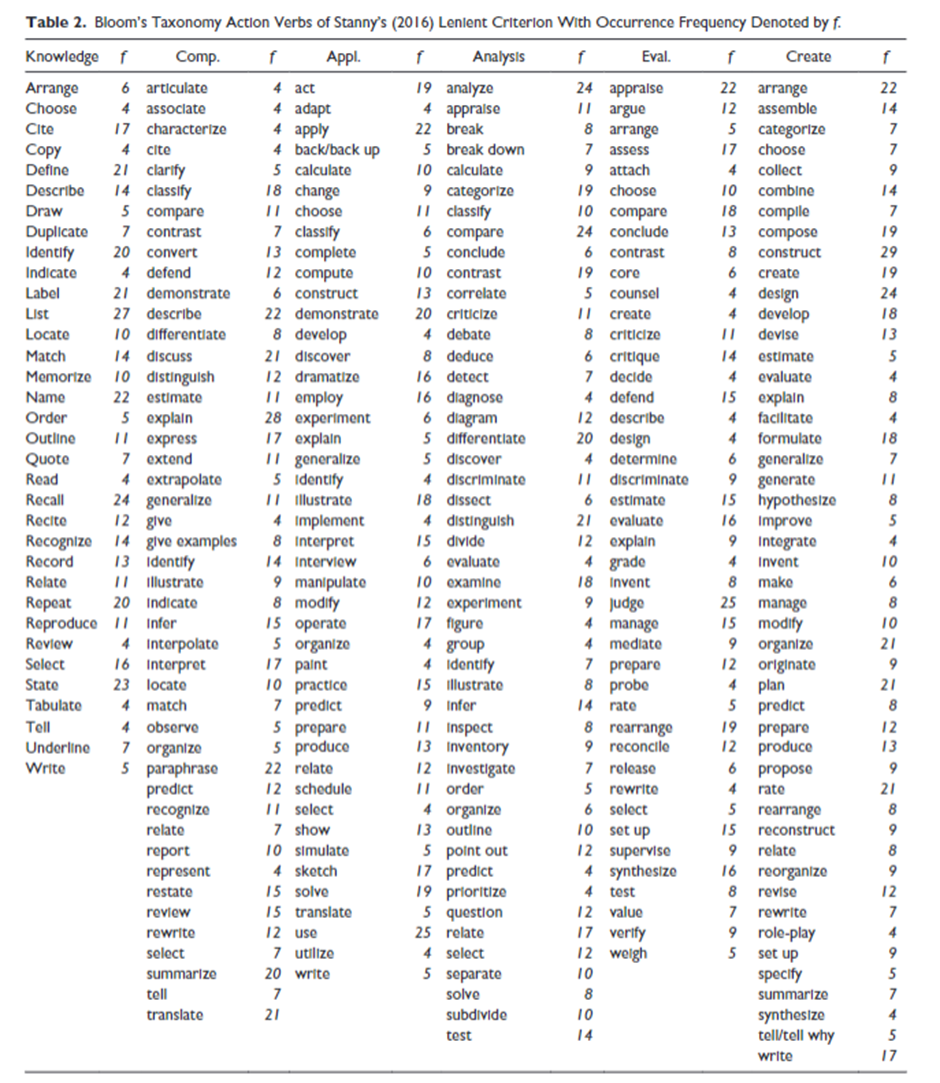 Table 2. Bloom's Taxonomy Action Verbs of Stanny's (2016) Lenient Criterion With Occurrence Frequency Denoted by f.
Knowledge f Comp. f Appl. f Analysis f Eval. f Create f
Arrange 6 articulate 4 act 19 analyze 24 appraise 22 arrange 22
Choose 4 associate 4 adapt 4 appraise 11 argue 12 assemble 14
Cite 17 characterize 4 apply 22 break 8 arrange 5 categorize 7
Copy 4 cite 4 back/back up 5 break down 7 assess 17 choose 7
Define 21 clarify 5 calculate 10 calculate 9 attach 4 collect 9
Describe 14 classify 18 change 9 categorize 19 choose 10 combine 14
Draw 5 compare 11 choose 11 classify 10 compare 18 compile 7
Duplicate 7 contrast 7 classify 6 compare 24 conclude 13 compose 19
Identify 20 convert 13 complete 5 conclude 6 contrast 8 construct 29
Indicate 4 defend 12 compute 10 contrast 19 core 6 create 19
Label 21 demonstrate 6 construct 13 correlate 5 counsel 4 design 24
List 27 describe 22 demonstrate 20 criticize 11 create 4 develop 18
Locate 10 differentiate 8 develop 4 debate 8 criticize 11 devise 13
Match 14 discuss 21 discover 8 deduce 6 critique 14 estimate 5
Memorize 10 distinguish 12 dramatize 16 detect 7 decide 4 evaluate 4
Name 22 estimate 11 employ 16 diagnose 4 defend 15 explain 8
Order 5 explain 28 experiment 6 diagram 12 describe 4 facilitate 4
Outline 11 express 17 explain 5 differentiate 20 design 4 formulate 18
Quote 7 extend 11 generalize 5 discover 4 determine 6 generalize 7
Read 4 extrapolate 5 identify 4 discriminate 11 discriminate 9 generate 11
Recall 24 generalize 11 illustrate 18 dissect 6 estimate 15 hypothesize 8
Recite 12 give 4 implement 4 distinguish 21 evaluate 16 improve 5
Recognize 14 give examples 8 interpret 15 divide 12 explain 9 integrate 4
Record 13 identify 14 interview 6 evaluate 4 grade 4 invent 10
Relate 11 illustrate 9 manipulate 10 examine 18 invent 8 make 6
Repeat 20 indicate 8 modify 12 experiment 9 judge 25 manage 8
Reproduce 11 infer 15 operate 17 figure 4 manage 15 modify 10
Review 4 interpolate 5 organize 4 group 4 mediate 9 organize 21
Select 16 interpret 17 paint 4 identify 7 prepare 12 originate 9
State 23 locate 10 practice 15 illustrate 8 probe 4 plan 21
Tabulate 4 match 7 predict 9 infer 14 rate 5 predict 8
Tell 4 observe 5 prepare 11 inspect 8 rearrange 19 prepare 12
Underline 7 organize 5 produce 13 inventory 9 reconcile 12 produce 13
Write 5 paraphrase 22 relate 12 investigate 7 release 6 propose 9
predict 12 schedule 11 order 5 rewrite 4 rate 21
recognize 11 select 4 organize 6 select 5 rearrange 8
relate 7 show 13 outline 10 set up 15 reconstruct 9
report 10 simulate 5 point out 12 supervise 9 relate 8
represent 4 sketch 17 predict 4 synthesize 16 reorganize 9
restate 15 solve 19 prioritize 4 test 8 revise 12
review 15 translate 5 question 12 value 7 rewrite 7
rewrite 12 use 25 relate 17 verify 9 role-play 4
select 7 utilize 4 select 12 weigh 5 set up 9
summarize 20 write 5 separate 10 specify 5
tell 7 solve 8 summarize 7
translate 21 subdivide 10 synthesize 4
test 14 tell/tell why 5
write 17